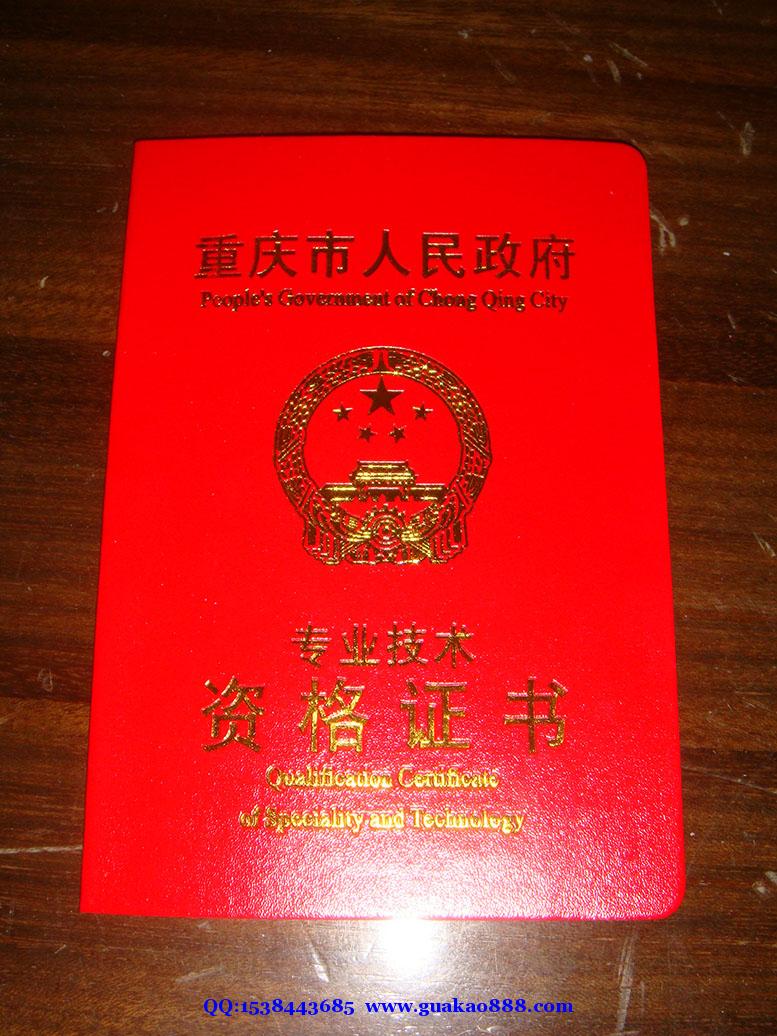 重庆市人民政府
People's Government of Chong Qing City
专业技术
资格证书
Qualification Certificate
of Speciality and Technology
QQ:1538443685 www.guakao888.com